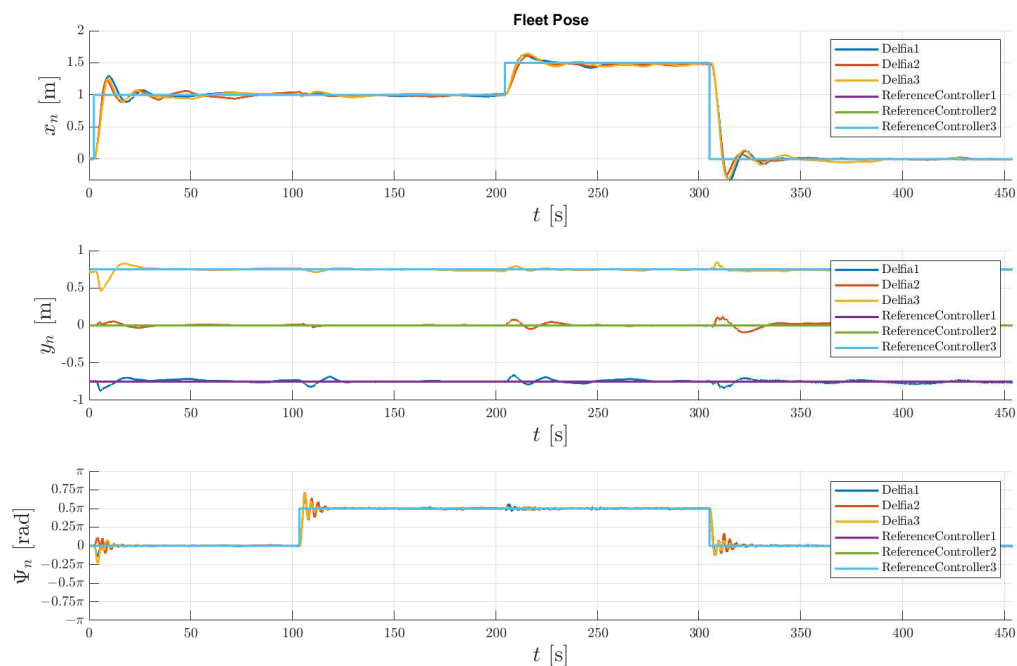 Fleet Pose
2
1.5
1
0.5
0
x_n [m]
0 50 100 150 200 250 300 350 400 450
t [s]
Delfia1
Delfia2
Delfia3
ReferenceController1
ReferenceController2
ReferenceController3
1
0.5
0
-0.5
-1
y_n [m]
0 50 100 150 200 250 300 350 400 450
t [s]
Delfia1
Delfia2
Delfia3
ReferenceController1
ReferenceController2
ReferenceController3
π
0.75π
0.5π
0.25π
0
−0.25π
−0.5π
−0.75π
−π
Ψ_n [rad]
0 50 100 150 200 250 300 350 400 450
t [s]
Delfia1
Delfia2
Delfia3
ReferenceController1
ReferenceController2
ReferenceController3